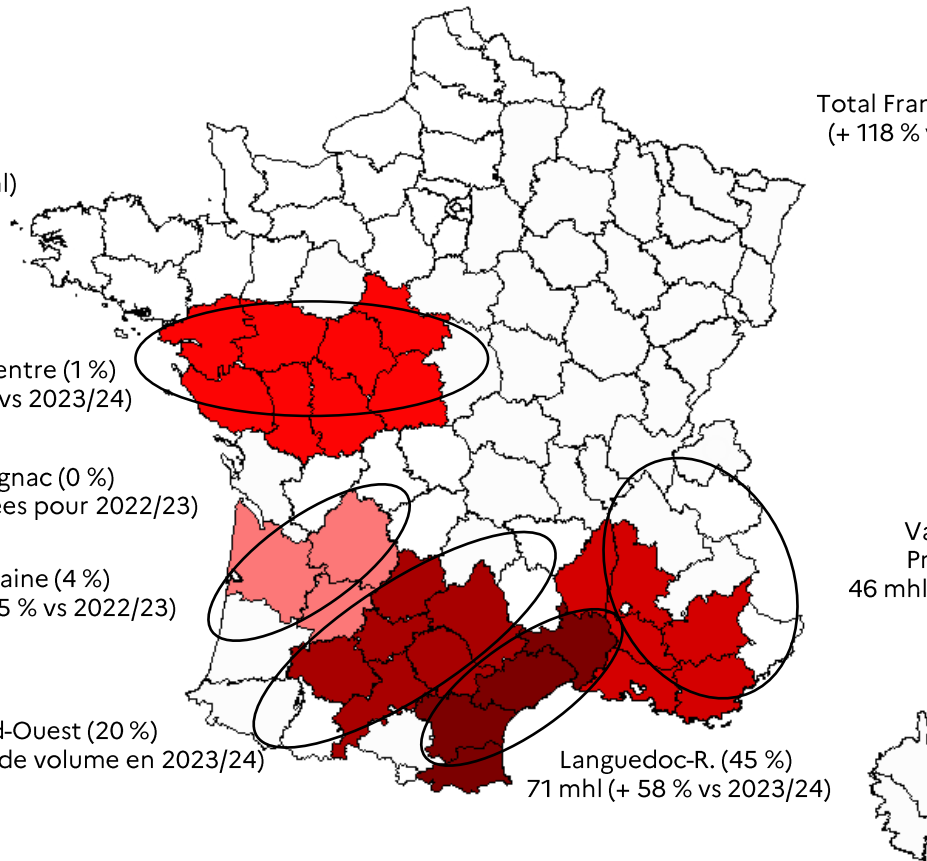 Total Fran
(+ 118 % v
l)
entre (1 %)
vs 2023/24)
gnac (0 %)
ées pour 2022/23)
aine (4 %)
5 % vs 2022/23)
Va
Pr
46 mhl
d-Ouest (20 %)
de volume en 2023/24)
Languedoc-R. (45 %)
71 mhl (+ 58 % vs 2023/24)